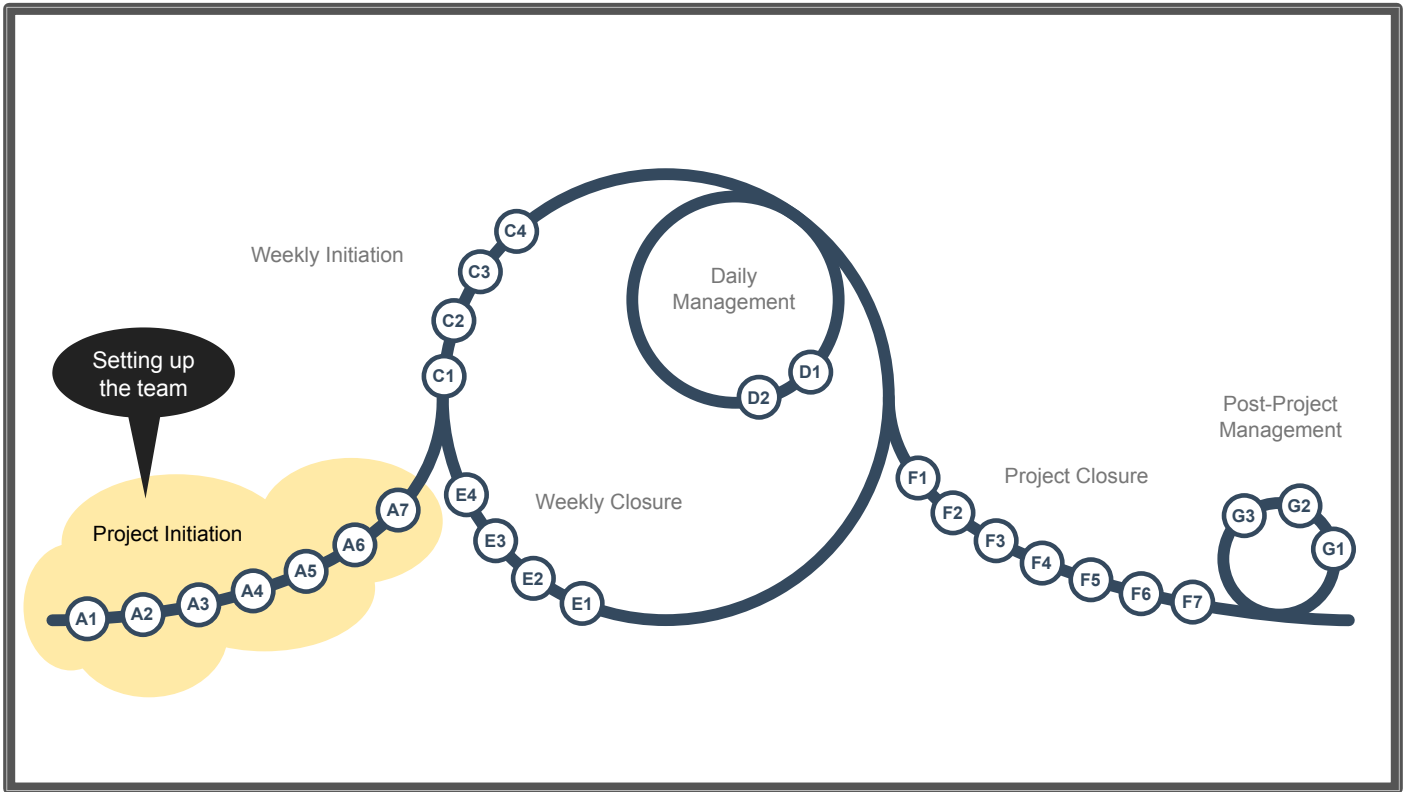 Setting up
the team
Project Initiation
A1
A2
A3
A4
A5
A6
A7
Weekly Initiation
C1
C2
C3
C4
Daily
Management
D1
D2
Weekly Closure
E1
E2
E3
E4
Project Closure
F1
F2
F3
F4
F5
F6
F7
Post-Project
Management
G1
G2
G3